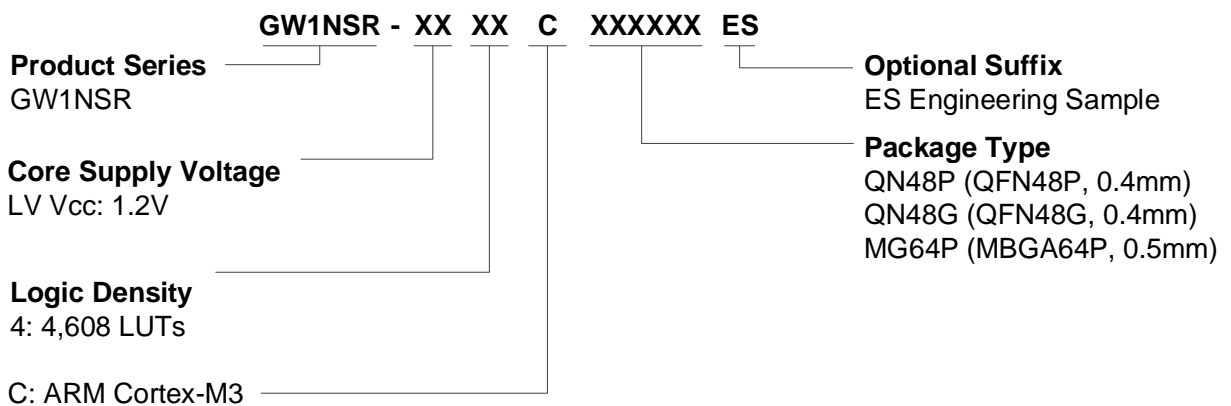 GW1NSR - XX XX C XXXXXX ES
Product Series
GW1NSR
Core Supply Voltage
LV Vcc: 1.2V
Logic Density
4: 4,608 LUTs
C: ARM Cortex-M3
Optional Suffix
ES Engineering Sample
Package Type
QN48P (QFN48P, 0.4mm)
QN48G (QFN48G, 0.4mm)
MG64P (MBGA64P, 0.5mm)